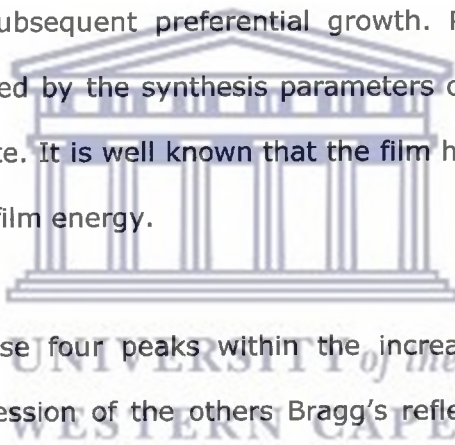 ubsequent preferential growth.
ed by the synthesis parameters
te. It is well known that the film
film energy.
se four peaks within the increa
UNIVERSITY of the
ession of the others Bragg's refle
WESTERN CAPE